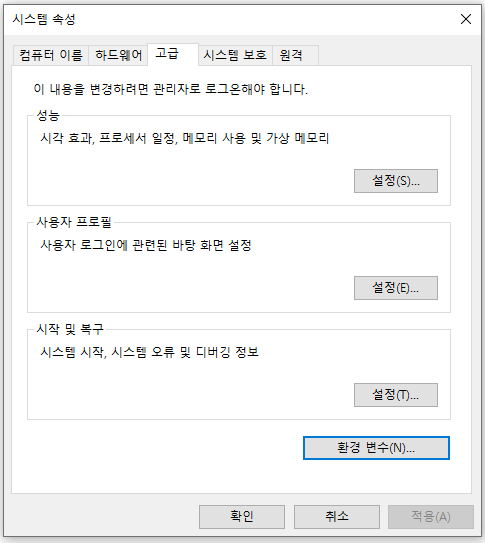 시스템 속성
컴퓨터 이름 하드웨어 고급 시스템 보호 원격
이 내용을 변경하려면 관리자로 로그온해야 합니다.
성능
시각 효과, 프로세서 일정, 메모리 사용 및 가상 메모리
설정(S)...
사용자 프로필
사용자 로그인에 관련된 바탕 화면 설정
설정(E)...
시작 및 복구
시스템 시작, 시스템 오류 및 디버깅 정보
설정(T)...
환경 변수(N)...
확인 취소 적용(A)